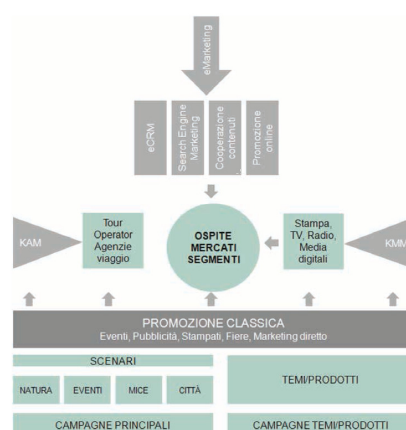 eMarketing
eCRM
Search Engine
Marketing
Cooperazione
contenuti
Promozione
online
KAM
Tour
Operator
Agenzie
viaggio
OSPITE
MERCATI
SEGMENTI
Stampa,
TV, Radio,
Media
digitali
KMM
PROMOZIONE CLASSICA
Eventi, Pubblicità, Stampati, Fiere, Marketing diretto
SCENARI
NATURA
EVENTI
MICE
CITTÀ
TEMI/PRODOTTI
CAMPAGNE PRINCIPALI
CAMPAGNE TEMI/PRODOTTI